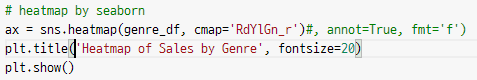 # heatmap by seaborn
ax = sns.heatmap(genre_df, cmap='RdYlGn_r')#, annot=True, fmt='f')
plt.title('Heatmap of Sales by Genre', fontsize=20)
plt.show()